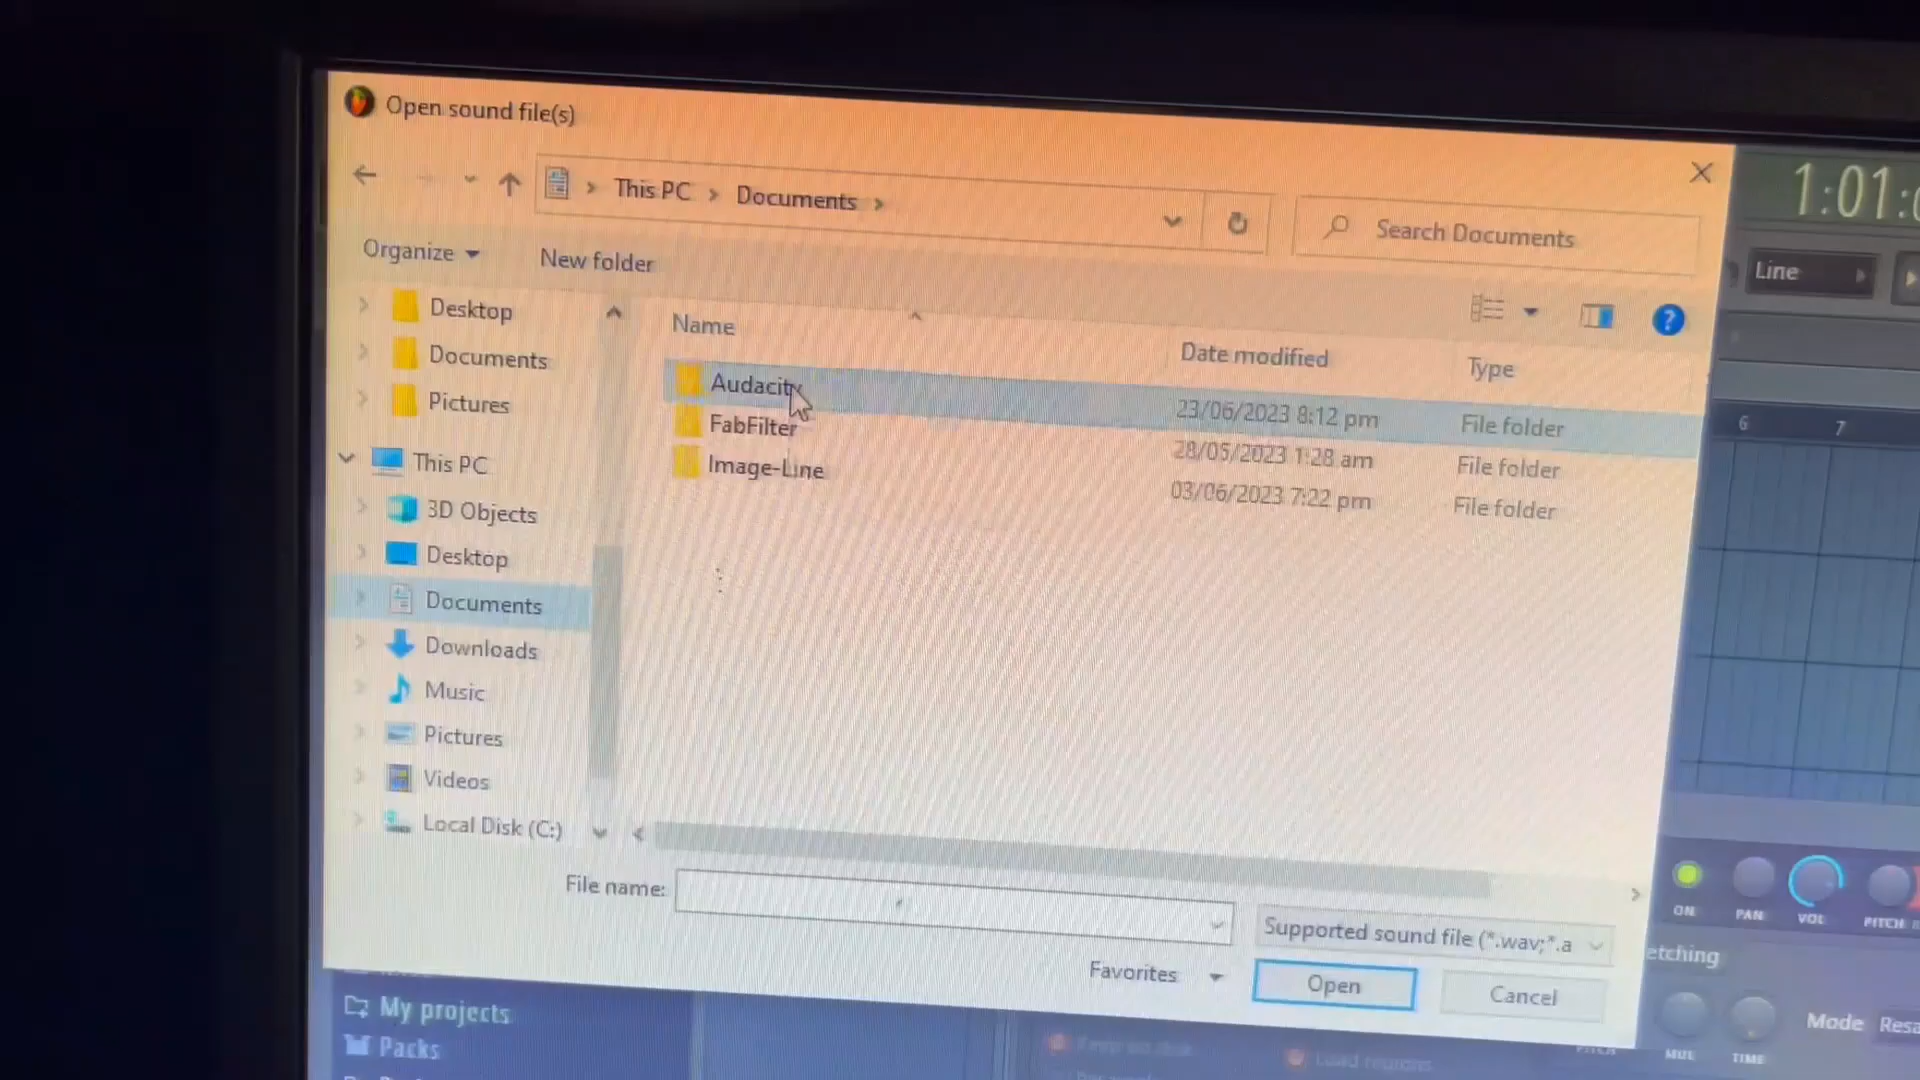 Open sound file(s)
1:01:
This PC > Documents >
Search Documents
Organize
New folder
Line
Desktop
Documents
Pictures
This PC
3D Objects
Desktop
Documents
Downloads
Music
Pictures
Videos
Local Disk (C:)
Name
Date modified
Type
Audacity
23/06/2023 8:12 pm
File folder
FabFilter
28/05/2023 1:28 am
File folder
Image-Line
03/06/2023 7:22 pm
File folder
6
7
File name:
Supported sound file (*.wav;*.a
Favorites
Open
Cancel
ON
PAN
VOL
PITCH
etching
Mode
Resa
MUL
TIME
My projects
Packs